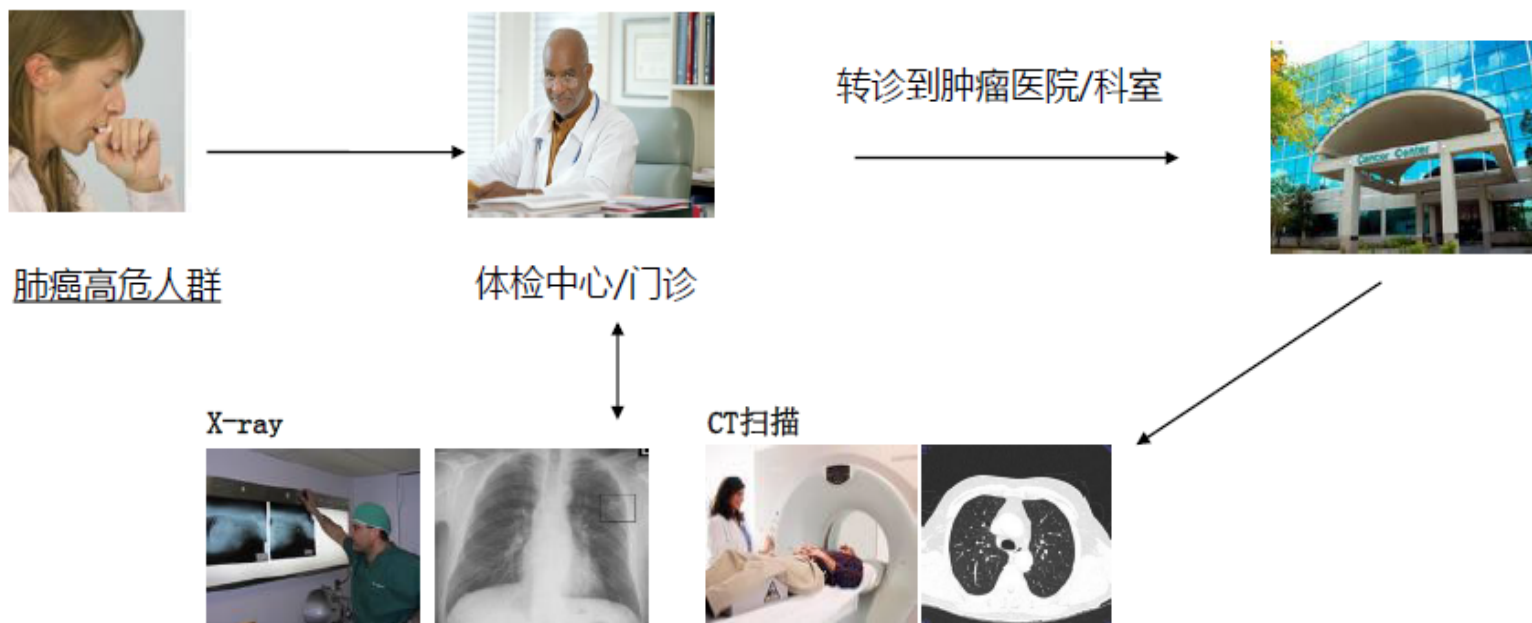 转诊到肿瘤医院/科室
Cancer Center
肺癌高危人群
体检中心/门诊
X-ray
CT扫描